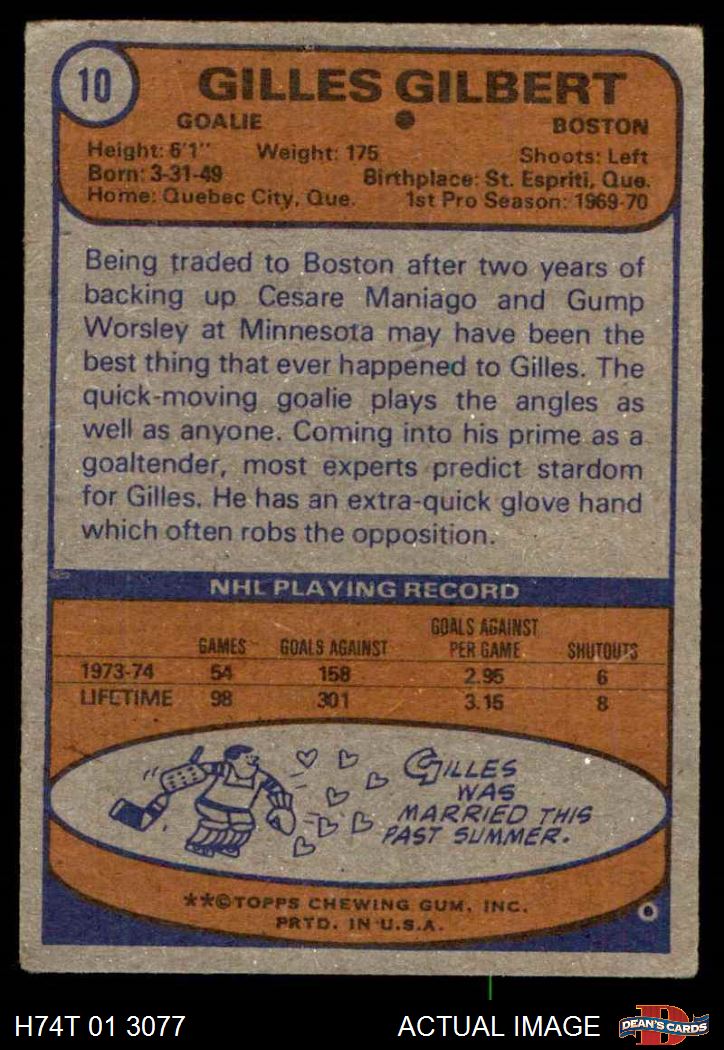 10
GILLES GILBERT
GOALIE BOSTON
Height: 6'1" Weight: 175 Shoots: Left
Born: 3-31-49 Birthplace: St. Espriti, Que.
Home: Quebec City, Que. 1st Pro Season: 1969-70
Being traded to Boston after two years of
backing up Cesare Maniago and Gump
Worsley at Minnesota may have been the
best thing that ever happened to Gilles. The
quick-moving goalie plays the angles as
well as anyone. Coming into his prime as a
goaltender, most experts predict stardom
for Gilles. He has an extra-quick glove hand
which often robs the opposition.
NHL PLAYING RECORD
GAMES GOALS AGAINST GOALS AGAINST PER GAME SHUTOUTS
1973-74 54 158 2.95 6
LIFETIME 98 301 3.15 8
GILLES
WAS
MARRIED THIS
PAST SUMMER.
**©TOPPS CHEWING GUM, INC.
PRTD. IN U.S.A.
H74T 01 3077 ACTUAL IMAGE
D
DEAN'S CARDS